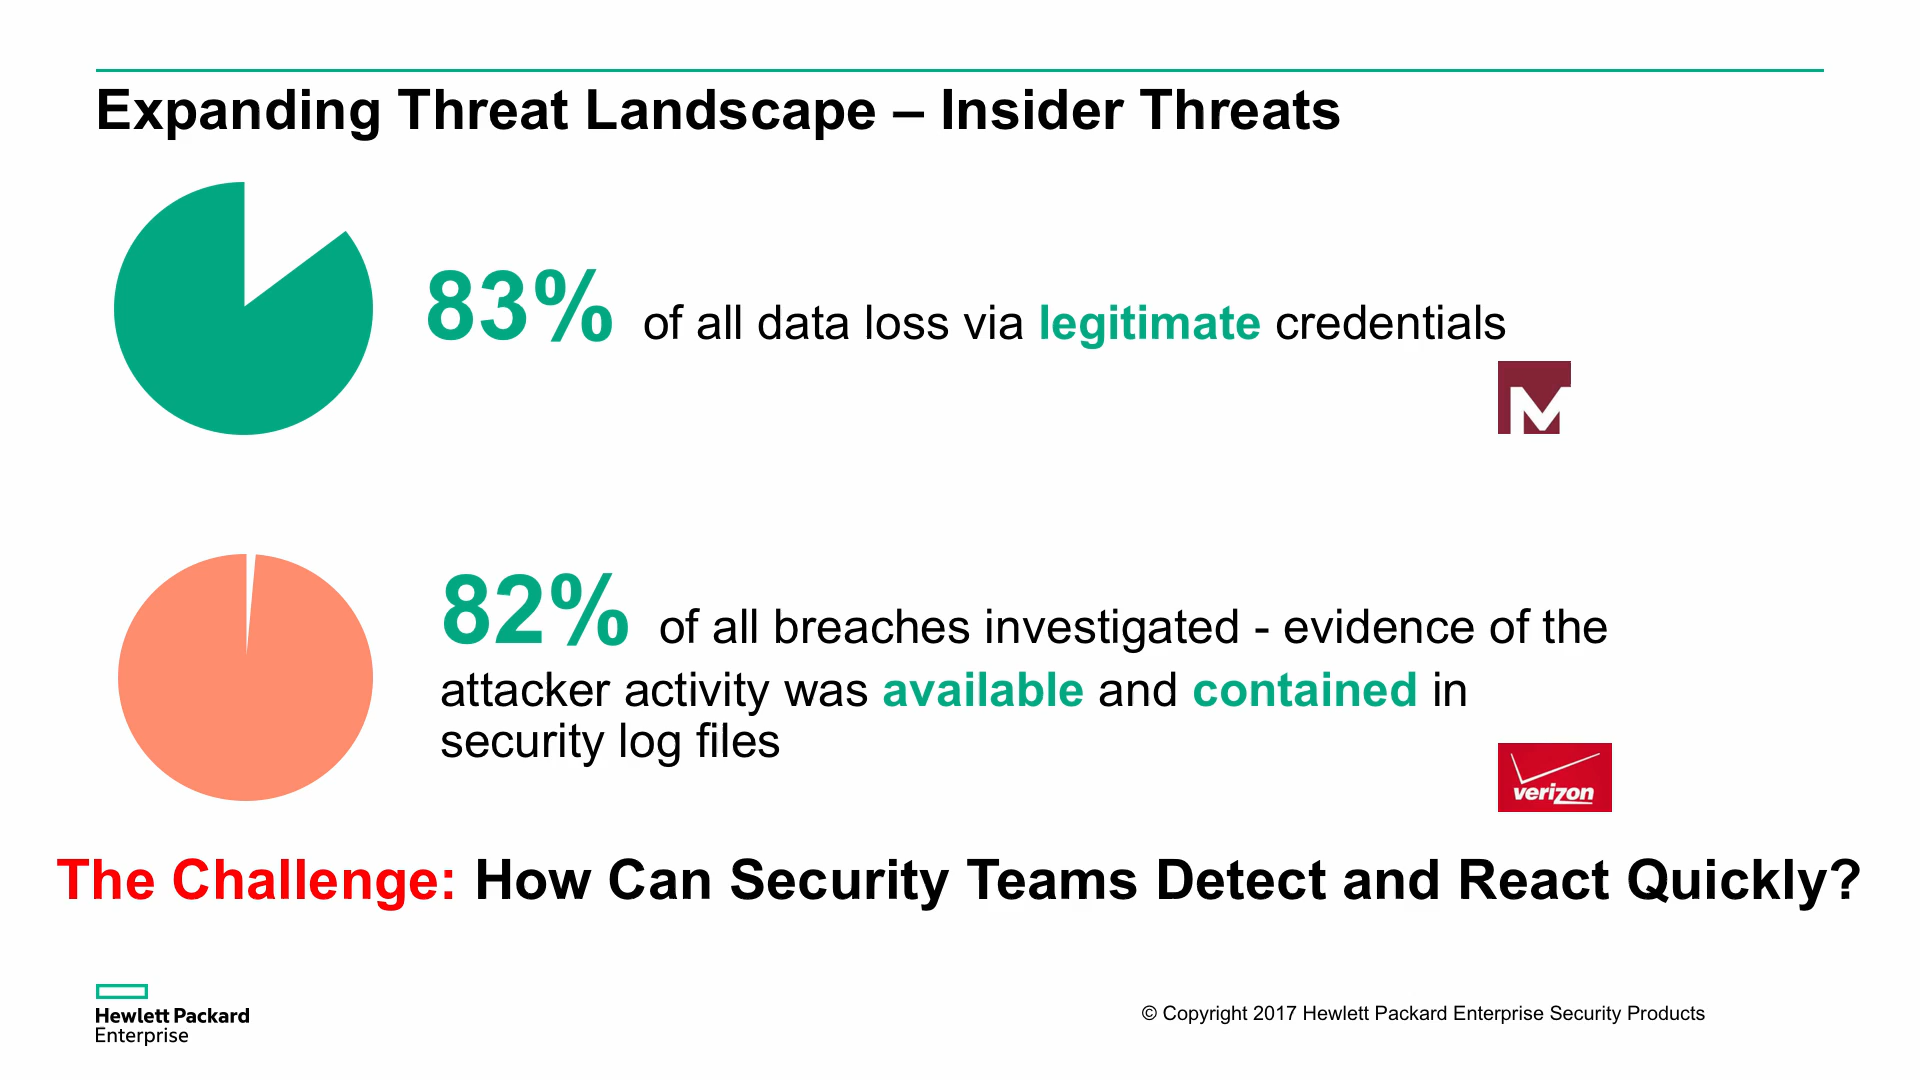 Expanding Threat Landscape – Insider Threats
83% of all data loss via legitimate credentials
M
82% of all breaches investigated - evidence of the
attacker activity was available and contained in
security log files
verizon
The Challenge: How Can Security Teams Detect and React Quickly?
Hewlett Packard
Enterprise
© Copyright 2017 Hewlett Packard Enterprise Security Products